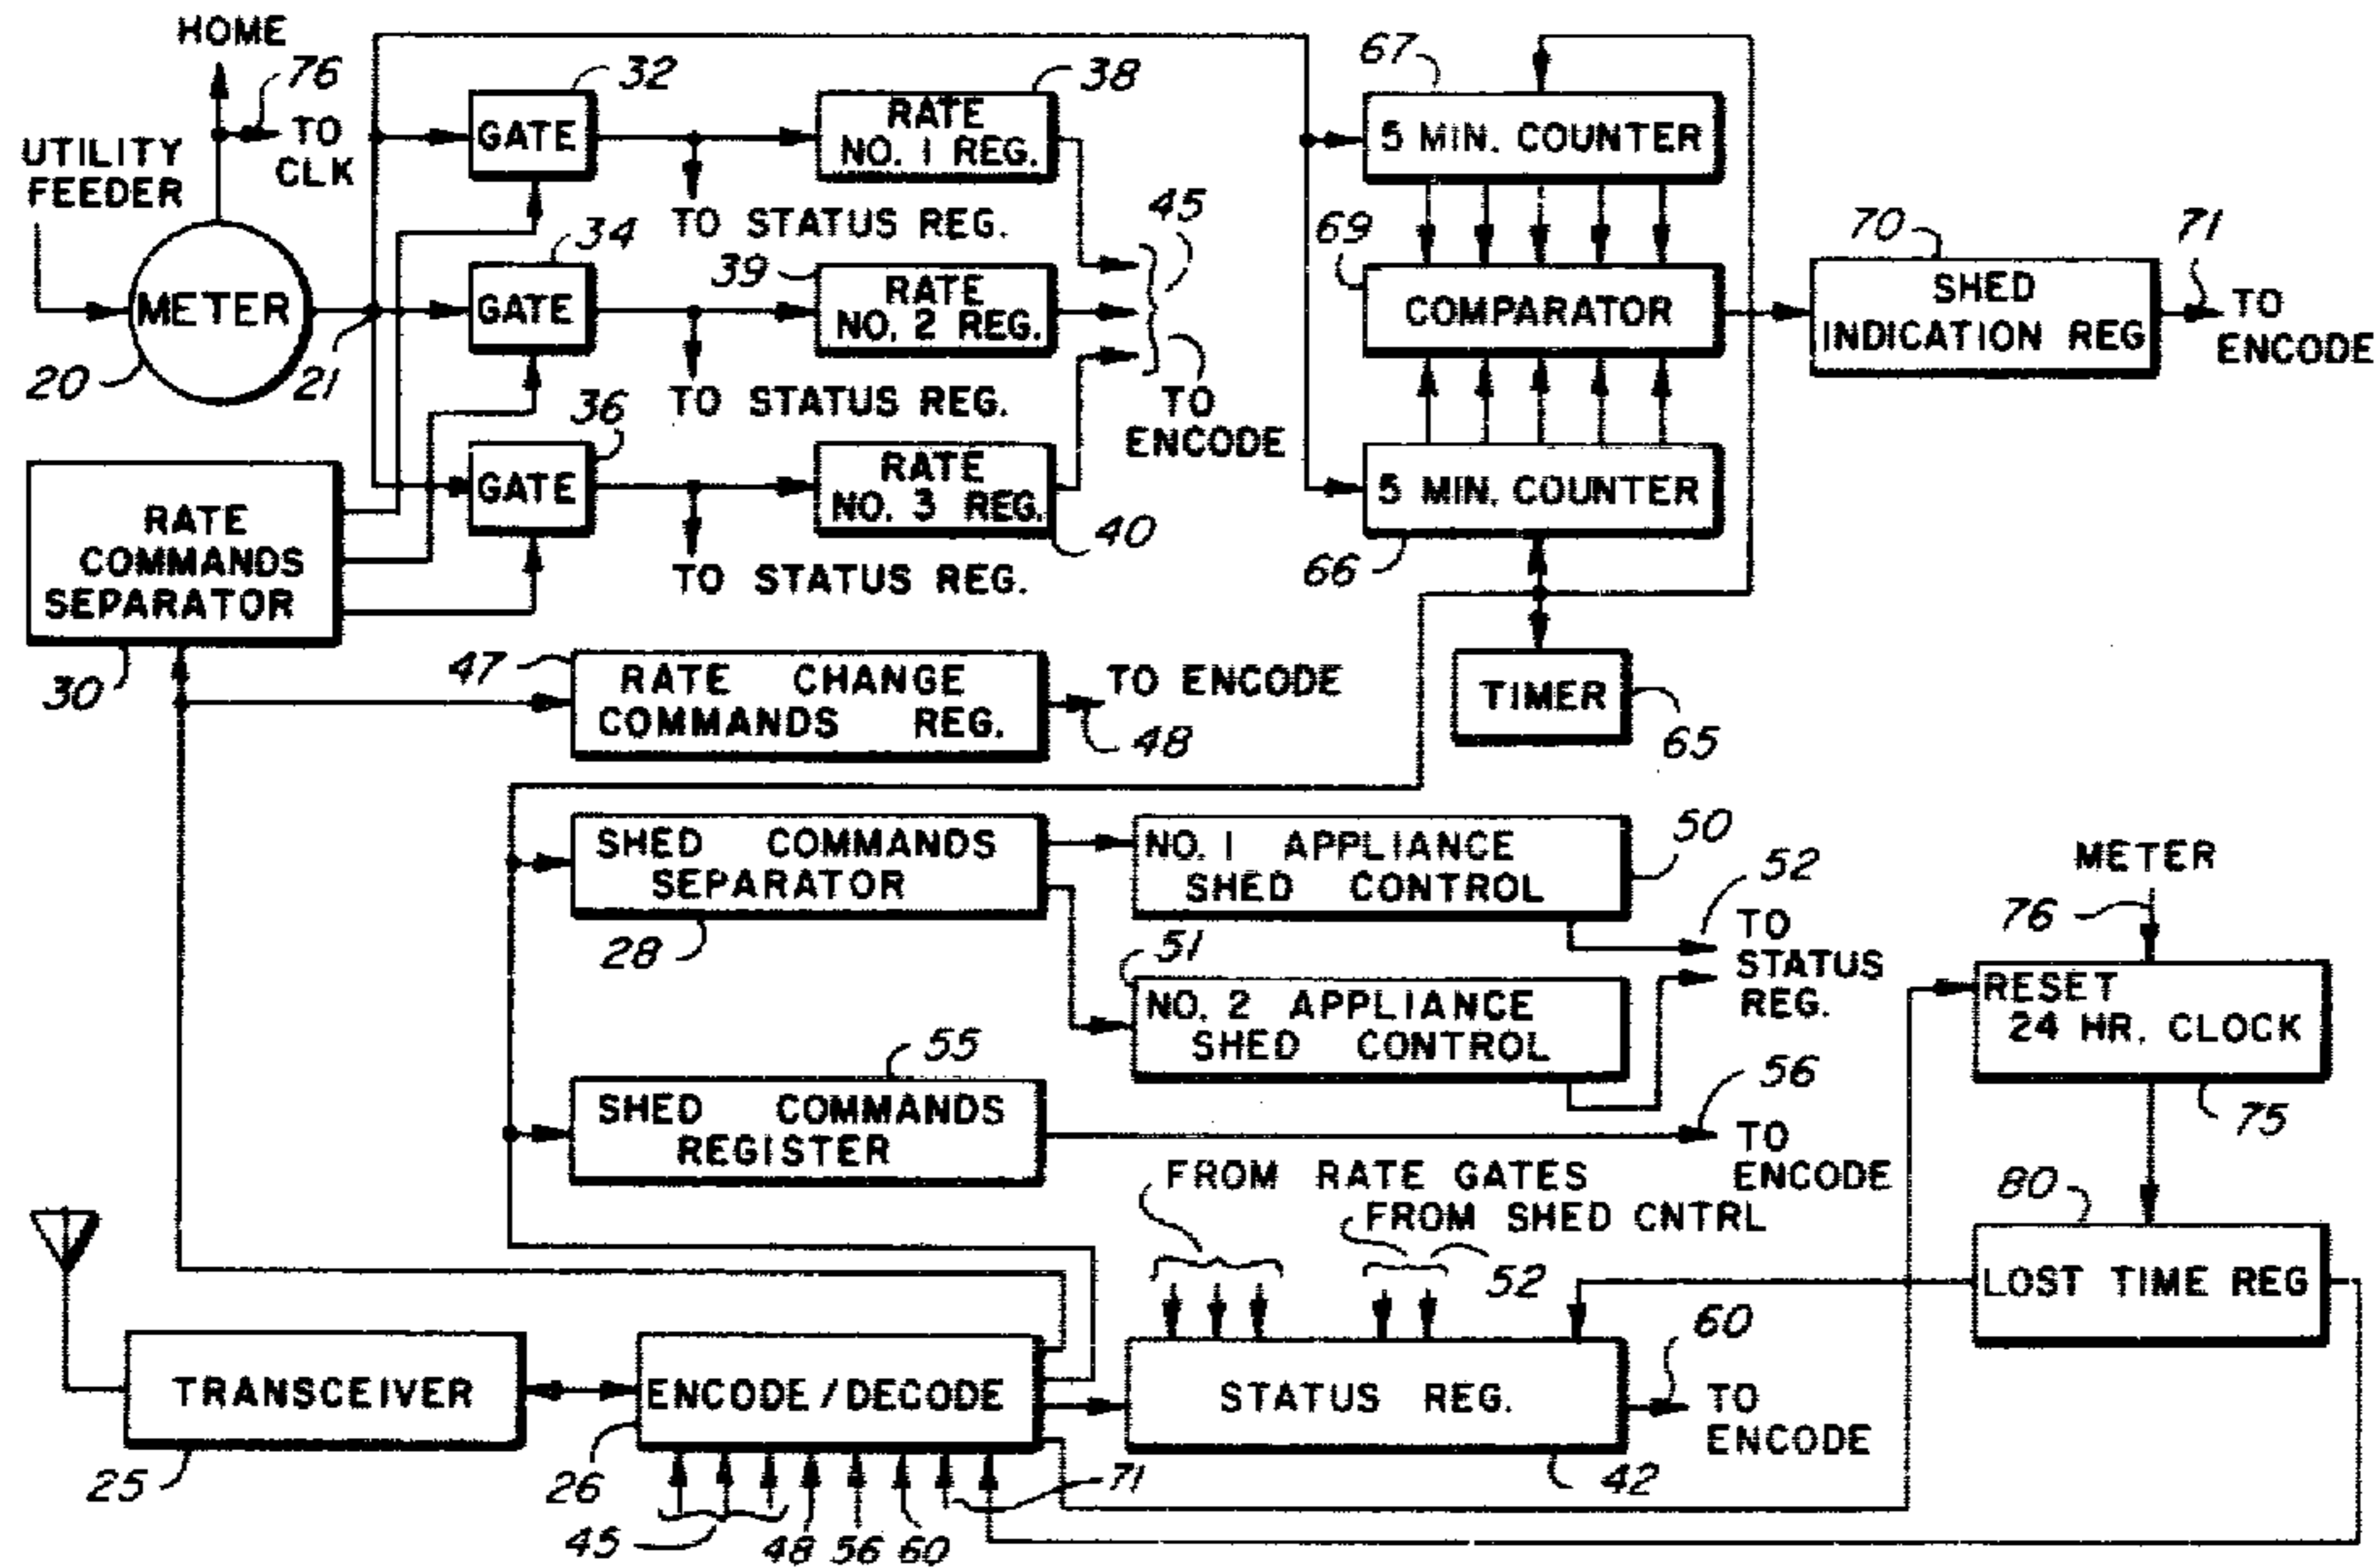 HOME
76
TO
CLK
UTILITY
FEEDER
METER
20
21
32
GATE
38
RATE
NO. 1 REG.
TO STATUS REG.
34
GATE
39
RATE
NO. 2 REG.
TO STATUS REG.
36
GATE
RATE
NO. 3 REG.
40
TO STATUS REG.
45
TO
ENCODE
67
5 MIN. COUNTER
69
COMPARATOR
5 MIN. COUNTER
66
70
SHED
INDICATION REG
71
TO
ENCODE
TIMER
65
RATE
COMMANDS
SEPARATOR
30
47
RATE CHANGE
COMMANDS REG.
TO ENCODE
48
SHED COMMANDS
SEPARATOR
28
NO. 1 APPLIANCE
SHED CONTROL
50
51
NO. 2 APPLIANCE
SHED CONTROL
52
TO
STATUS
REG.
55
SHED COMMANDS
REGISTER
56
TO
ENCODE
METER
76
RESET
24 HR. CLOCK
75
80
LOST TIME REG
FROM RATE GATES
FROM SHED CNTRL
52
TRANSCEIVER
25
ENCODE / DECODE
26
STATUS REG.
42
60
TO
ENCODE
71
45
48 56 60